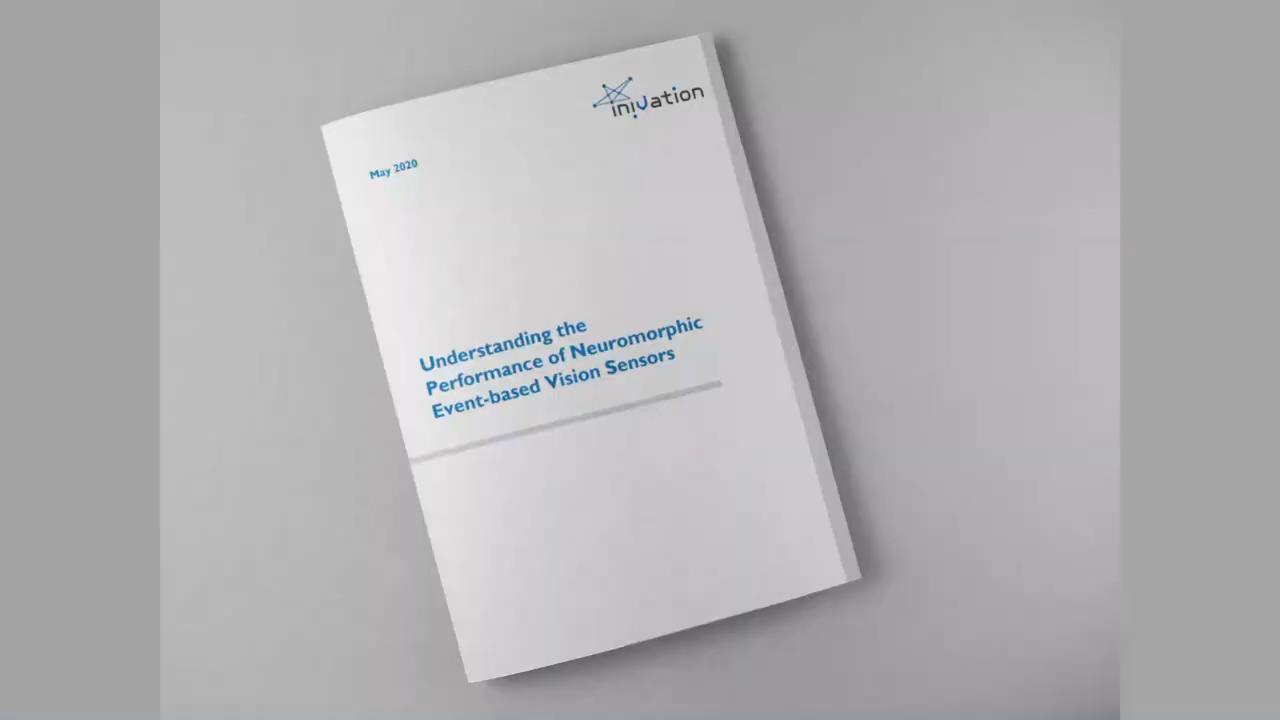 inivation
May 2020
Understanding the
Performance of Neuromorphic
Event-based Vision Sensors